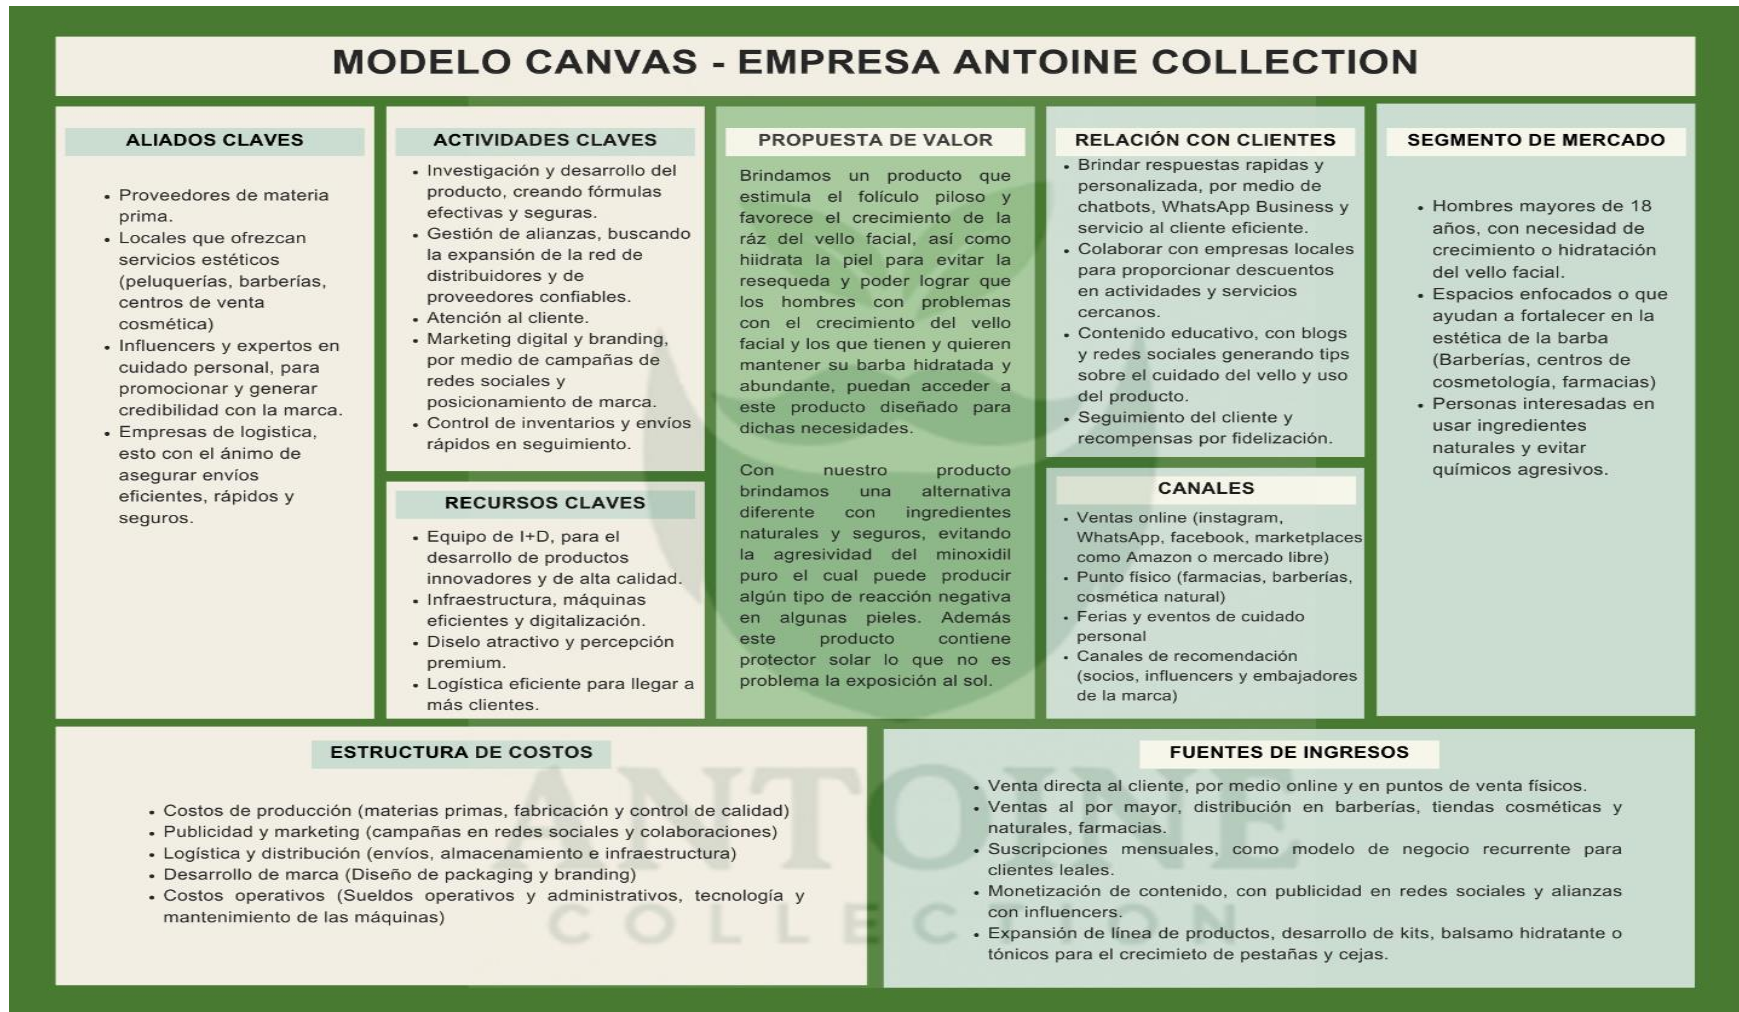 MODELO CANVAS - EMPRESA ANTOINE COLLECTION
ALIADOS CLAVES
• Proveedores de materia
prima.
• Locales que ofrezcan
servicios estéticos
(peluquerías, barberías,
centros de venta
cosmética)
• Influencers y expertos en
cuidado personal, para
promocionar y generar
credibilidad con la marca.
• Empresas de logistica,
esto con el ánimo de
asegurar envíos
eficientes, rápidos y
seguros.
ACTIVIDADES CLAVES
• Investigación y desarrollo del
producto, creando fórmulas
efectivas y seguras.
• Gestión de alianzas, buscando
la expansión de la red de
distribuidores y de
proveedores confiables.
• Atención al cliente.
• Marketing digital y branding,
por medio de campañas de
redes sociales y
posicionamiento de marca.
• Control de inventarios y envíos
rápidos en seguimiento.
RECURSOS CLAVES
• Equipo de I+D, para el
desarrollo de productos
innovadores y de alta calidad.
• Infraestructura, máquinas
eficientes y digitalización.
• Diselo atractivo y percepción
premium.
• Logística eficiente para llegar a
más clientes.
PROPUESTA DE VALOR
Brindamos un producto que
estimula el folículo piloso y
favorece el crecimiento de la
ráz del vello facial, así como
hiidrata la piel para evitar la
resequeda y poder lograr que
los hombres con problemas
con el crecimiento del vello
facial y los que tienen y quieren
mantener su barba hidratada y
abundante, puedan acceder a
este producto diseñado para
dichas necesidades.
Con nuestro producto
brindamos una alternativa
diferente con ingredientes
naturales y seguros, evitando
la agresividad del minoxidil
puro el cual puede producir
algún tipo de reacción negativa
en algunas pieles. Además
este producto contiene
protector solar lo que no es
problema la exposición al sol.
RELACIÓN CON CLIENTES
• Brindar respuestas rapidas y
personalizada, por medio de
chatbots, WhatsApp Business y
servicio al cliente eficiente.
• Colaborar con empresas locales
para proporcionar descuentos
en actividades y servicios
cercanos.
• Contenido educativo, con blogs
y redes sociales generando tips
sobre el cuidado del vello y uso
del producto.
• Seguimiento del cliente y
recompensas por fidelización.
CANALES
• Ventas online (instagram,
WhatsApp, facebook, marketplaces
como Amazon o mercado libre)
• Punto físico (farmacias, barberías,
cosmética natural)
• Ferias y eventos de cuidado
personal
• Canales de recomendación
(socios, influencers y embajadores
de la marca)
SEGMENTO DE MERCADO
• Hombres mayores de 18
años, con necesidad de
crecimiento o hidratación
del vello facial.
• Espacios enfocados o que
ayudan a fortalecer en la
estética de la barba
(Barberías, centros de
cosmetología, farmacias)
• Personas interesadas en
usar ingredientes
naturales y evitar
químicos agresivos.
ESTRUCTURA DE COSTOS
• Costos de producción (materias primas, fabricación y control de calidad)
• Publicidad y marketing (campañas en redes sociales y colaboraciones)
• Logística y distribución (envíos, almacenamiento e infraestructura)
• Desarrollo de marca (Diseño de packaging y branding)
• Costos operativos (Sueldos operativos y administrativos, tecnología y
mantenimiento de las máquinas)
FUENTES DE INGRESOS
• Venta directa al cliente, por medio online y en puntos de venta físicos.
• Ventas al por mayor, distribución en barberías, tiendas cosméticas y
naturales, farmacias.
• Suscripciones mensuales, como modelo de negocio recurrente para
clientes leales.
• Monetización de contenido, con publicidad en redes sociales y alianzas
con influencers.
• Expansión de línea de productos, desarrollo de kits, balsamo hidratante o
tónicos para el crecimieto de pestañas y cejas.
ANTOINE
COLLECTION